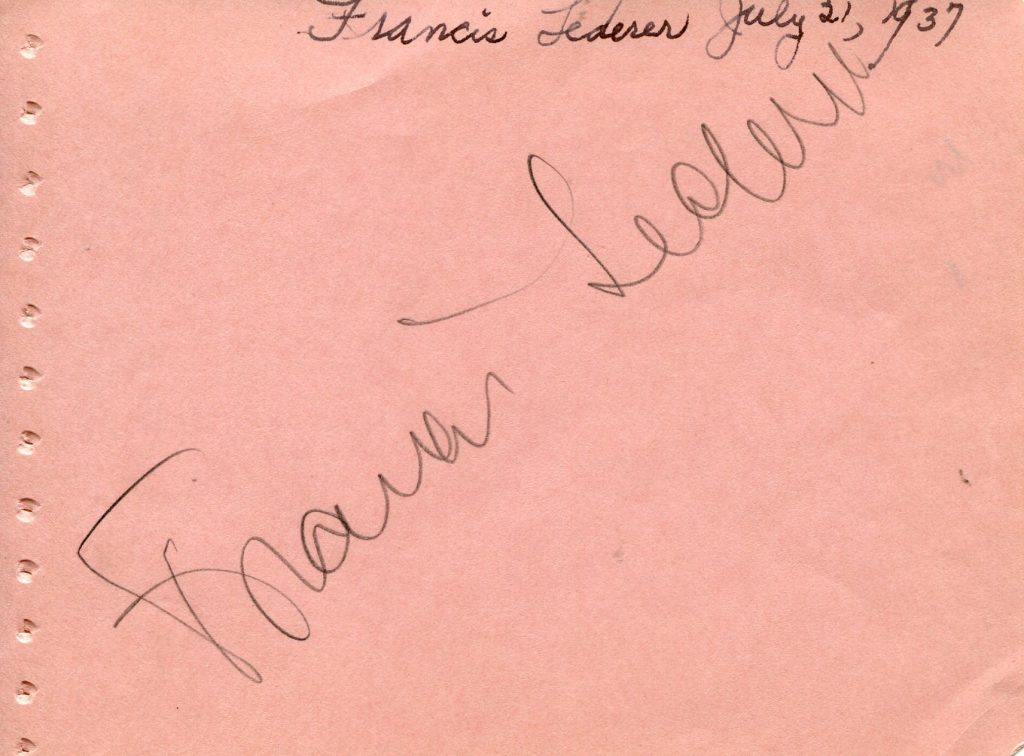 Francis Lederer July 21, 1937
Francis Lederer